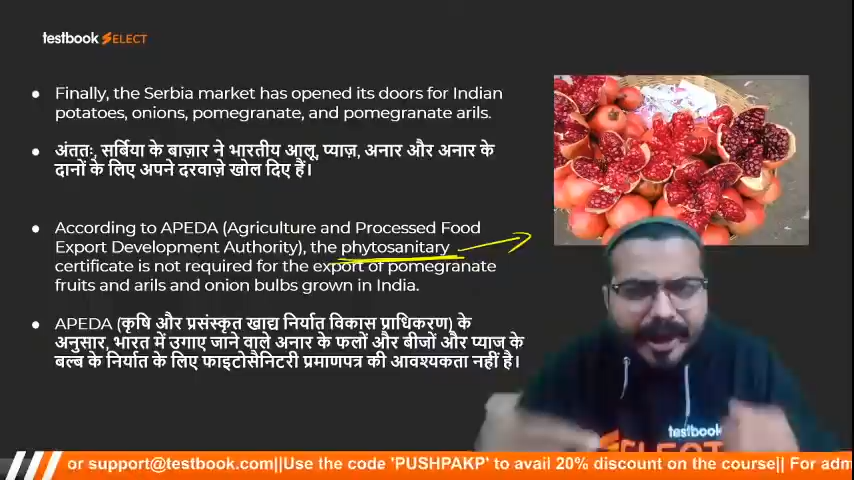 testbook SELECT
Finally, the Serbia market has opened its doors for Indian
potatoes, onions, pomegranate, and pomegranate arils.
अंततः, सर्बिया के बाज़ार ने भारतीय आलू, प्याज़, अनार और अनार के
दानों के लिए अपने दरवाज़े खोल दिए हैं।
According to APEDA (Agriculture and Processed Food
Export Development Authority), the phytosanitary
certificate is not required for the export of pomegranate
fruits and arils and onion bulbs grown in India.
APEDA (कृषि और प्रसंस्कृत खाद्य निर्यात विकास प्राधिकरण) के
अनुसार, भारत में उगाए जाने वाले अनार के फलों और बीजों और प्याज के
बल्ब के निर्यात के लिए फाइटोसैनिटरी प्रमाणपत्र की आवश्यकता नहीं है।
testbook
SELECT
or support@testbook.com||Use the code 'PUSHPAKP' to avail 20% discount on the course|| For adm